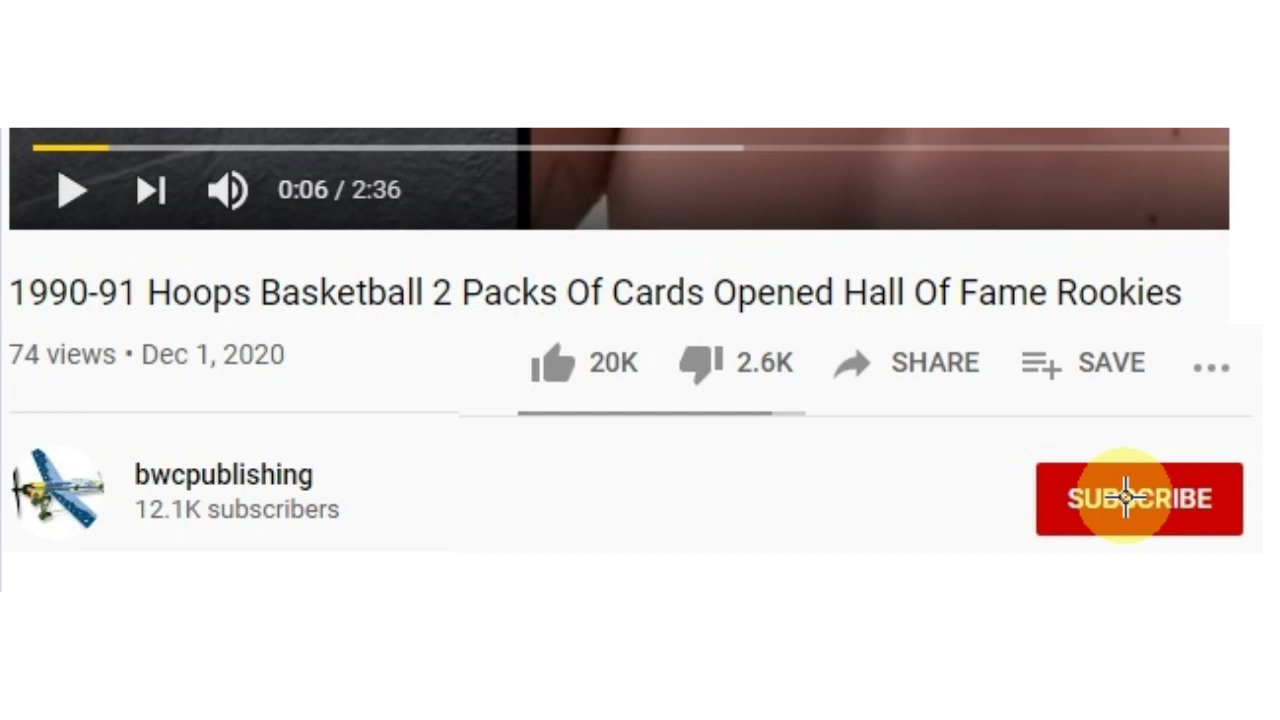 0:06 / 2:36
1990-91 Hoops Basketball 2 Packs Of Cards Opened Hall Of Fame Rookies
74 views • Dec 1, 2020
20K 2.6K SHARE SAVE
bwcpublishing
12.1K subscribers
SUBSCRIBE